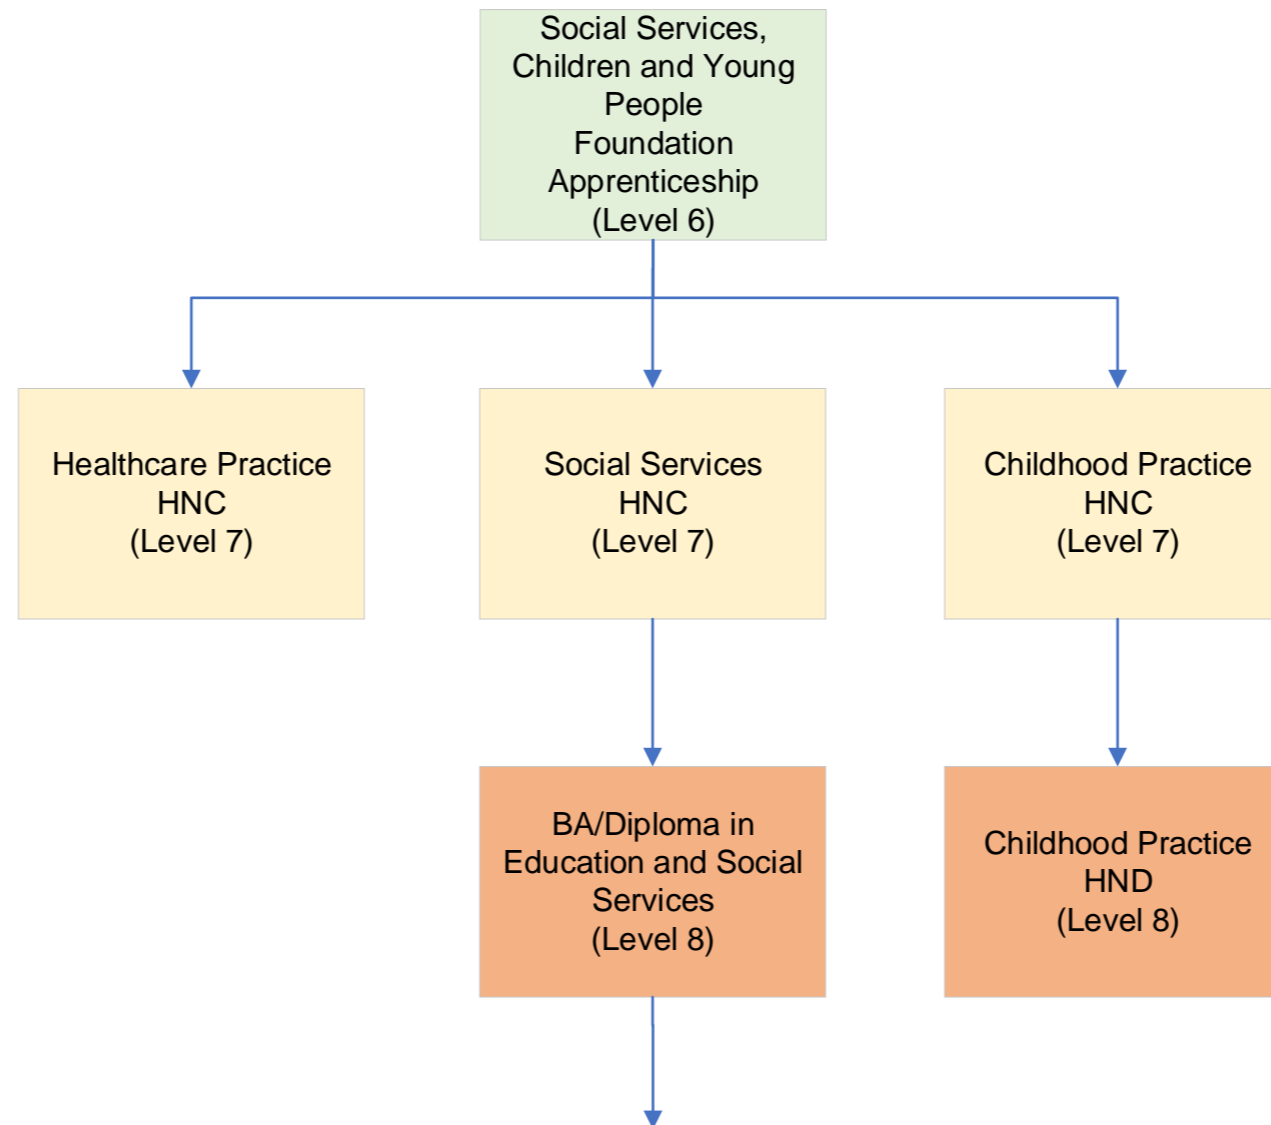 Social Services,
Children and Young
People
Foundation
Apprenticeship
(Level 6)
Healthcare Practice
HNC
(Level 7)
Social Services
HNC
(Level 7)
Childhood Practice
HNC
(Level 7)
BA/Diploma in
Education and Social
Services
(Level 8)
Childhood Practice
HND
(Level 8)